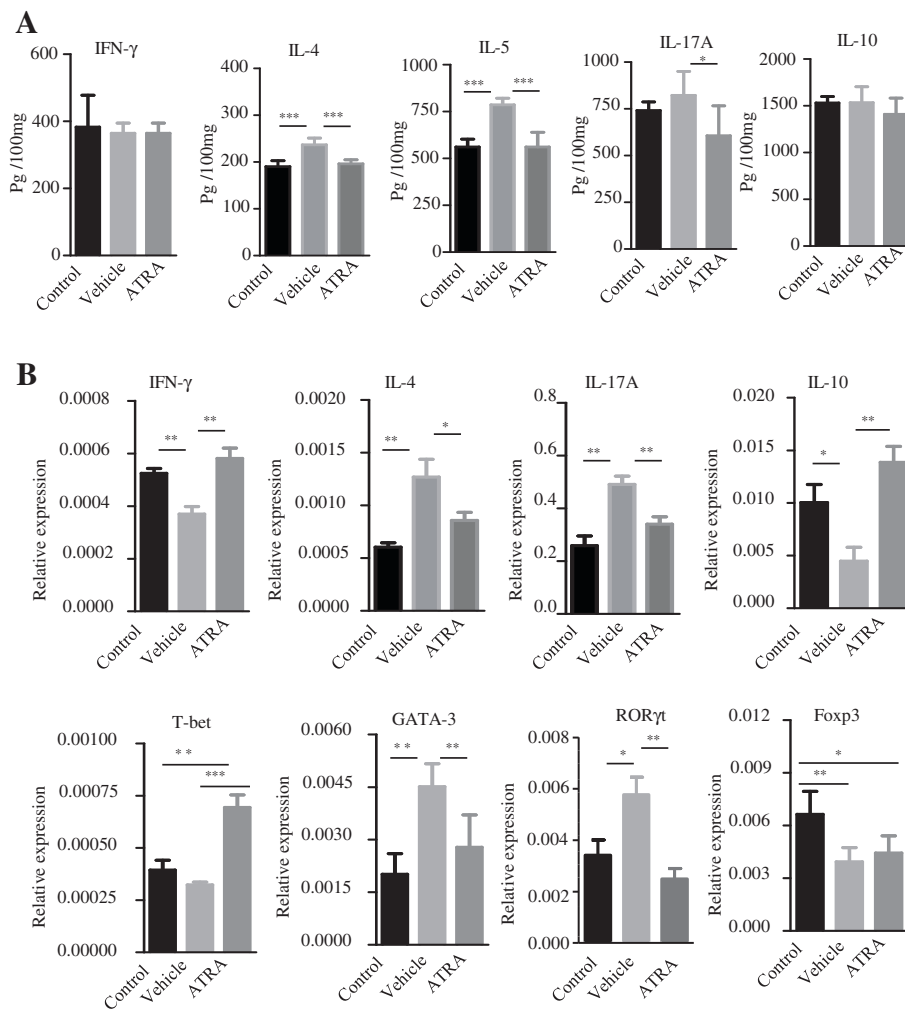 A
IFN-γ
IL-4
IL-5
IL-17A
IL-10
Pg /100mg
600
400
200
0
Control
Vehicle
ATRA
Pg /100mg
400
300
200
100
0
***
***
Control
Vehicle
ATRA
Pg /100mg
1000
750
500
250
0
***
***
Control
Vehicle
ATRA
Pg /100mg
1000
750
500
250
0
*
Control
Vehicle
ATRA
Pg /100mg
2000
1500
1000
500
0
Control
Vehicle
ATRA
B
IFN-γ
IL-4
IL-17A
IL-10
Relative expression
0.0008
0.0006
0.0004
0.0002
0.0000
**
**
Control
Vehicle
ATRA
Relative expression
0.0020
0.0015
0.0010
0.0005
0.0000
**
*
Control
Vehicle
ATRA
Relative expression
0.8
0.6
0.4
0.2
0.0
**
**
Control
Vehicle
ATRA
Relative expression
0.020
0.015
0.010
0.005
0.000
*
**
Control
Vehicle
ATRA
T-bet
GATA-3
RORγt
Foxp3
Relative expression
0.00100
0.00075
0.00050
0.00025
0.00000
* *
***
Control
Vehicle
ATRA
Relative expression
0.0060
0.0045
0.0030
0.0015
0.0000
* *
**
Control
Vehicle
ATRA
Relative expression
0.008
0.006
0.004
0.002
0.000
*
**
Control
Vehicle
ATRA
Relative expression
0.012
0.009
0.006
0.003
0.000
*
**
Control
Vehicle
ATRA